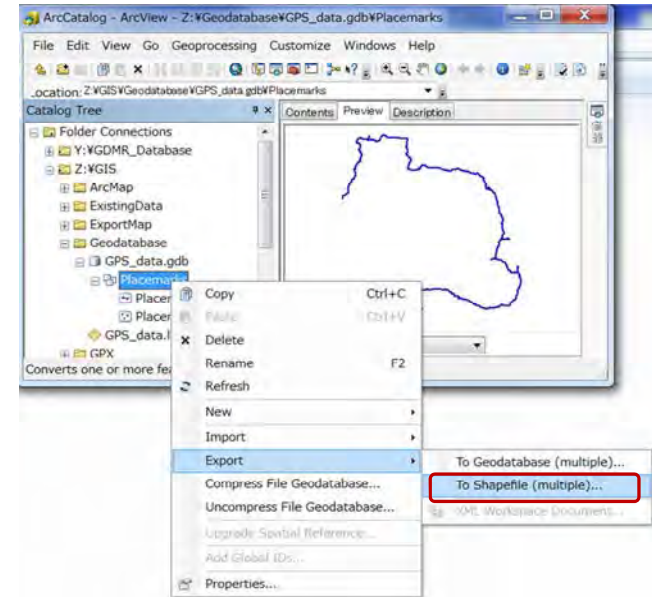 ArcCatalog - ArcView - Z:¥Geodatabase¥GPS_data.gdb¥Placemarks
File Edit View Go Geoprocessing Customize Windows Help
Location: Z:¥GIS¥Geodatabase¥GPS_data.gdb¥Placemarks
Catalog Tree
Contents Preview Description
Folder Connections
Y:¥GDMR_Database
Z:¥GIS
ArcMap
ExistingData
ExportMap
Geodatabase
GPS_data.gdb
Placemarks
Placer
Placer
GPS_data.l
GPX
Converts one or more fea
Copy Ctrl+C
Paste Ctrl+V
Delete
Rename F2
Refresh
New
Import
Export
Compress File Geodatabase...
Uncompress File Geodatabase...
Upgrade Spatial Reference...
Add Global IDs...
Properties...
To Geodatabase (multiple)...
To Shapefile (multiple)...
XML Workspace Document...